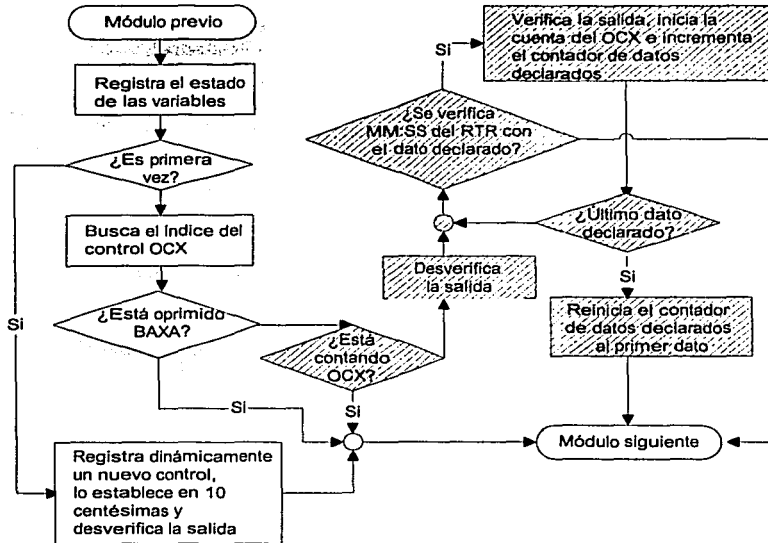 Módulo previo
Registra el estado
de las variables
¿Es primera
vez?
Busca el índice del
control OCX
¿Está oprimido
BAXA?
Si
Si
¿Está
contando
OCX?
Si
Registra dinámicamente
un nuevo control,
lo establece en 10
centésimas y
desverifica la salida
Desverifica
la salida
¿Se verifica
MM:SS del RTR con
el dato declarado?
Si
Verifica la salida, inicia la
cuenta del OCX e incrementa
el contador de datos
declarados
¿Último dato
declarado?
Si
Reinicia el contador
de datos declarados
al primer dato
Módulo siguiente